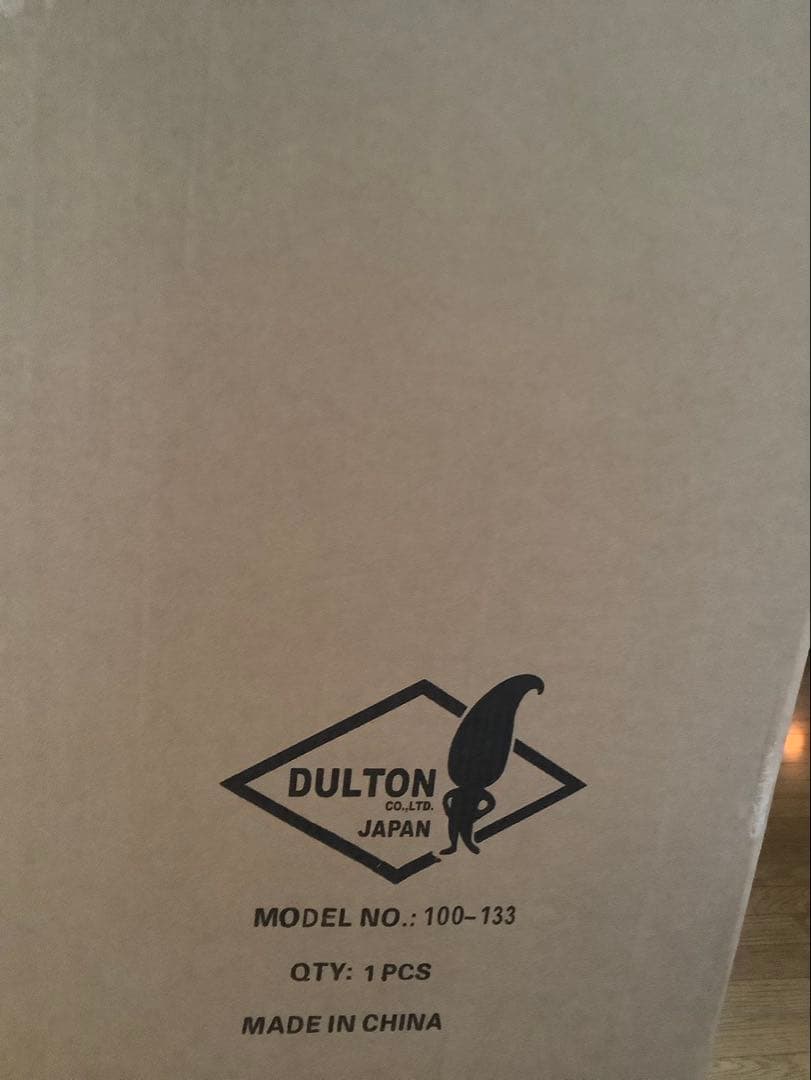 DULTON
CO.,LTD.
JAPAN
MODEL NO.: 100-133
QTY: 1 PCS
MADE IN CHINA